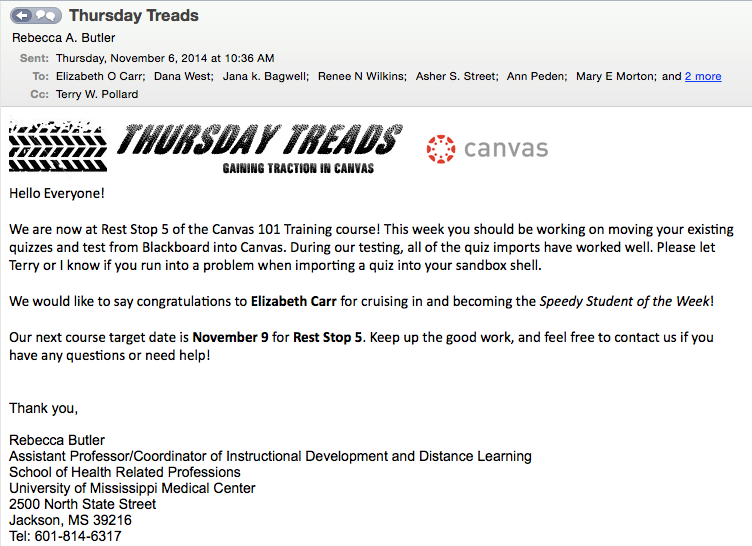 Thursday Treads
Rebecca A. Butler
Sent: Thursday, November 6, 2014 at 10:36 AM
To: Elizabeth O Carr; Dana West; Jana k. Bagwell; Renee N Wilkins; Asher S. Street; Ann Peden; Mary E Morton; and 2 more
Cc: Terry W. Pollard
THURSDAY TREADS
GAINING TRACTION IN CANVAS
canvas
Hello Everyone!
We are now at Rest Stop 5 of the Canvas 101 Training course! This week you should be working on moving your existing
quizzes and test from Blackboard into Canvas. During our testing, all of the quiz imports have worked well. Please let
Terry or I know if you run into a problem when importing a quiz into your sandbox shell.
We would like to say congratulations to Elizabeth Carr for cruising in and becoming the Speedy Student of the Week!
Our next course target date is November 9 for Rest Stop 5. Keep up the good work, and feel free to contact us if you
have any questions or need help!
Thank you,
Rebecca Butler
Assistant Professor/Coordinator of Instructional Development and Distance Learning
School of Health Related Professions
University of Mississippi Medical Center
2500 North State Street
Jackson, MS 39216
Tel: 601-814-6317